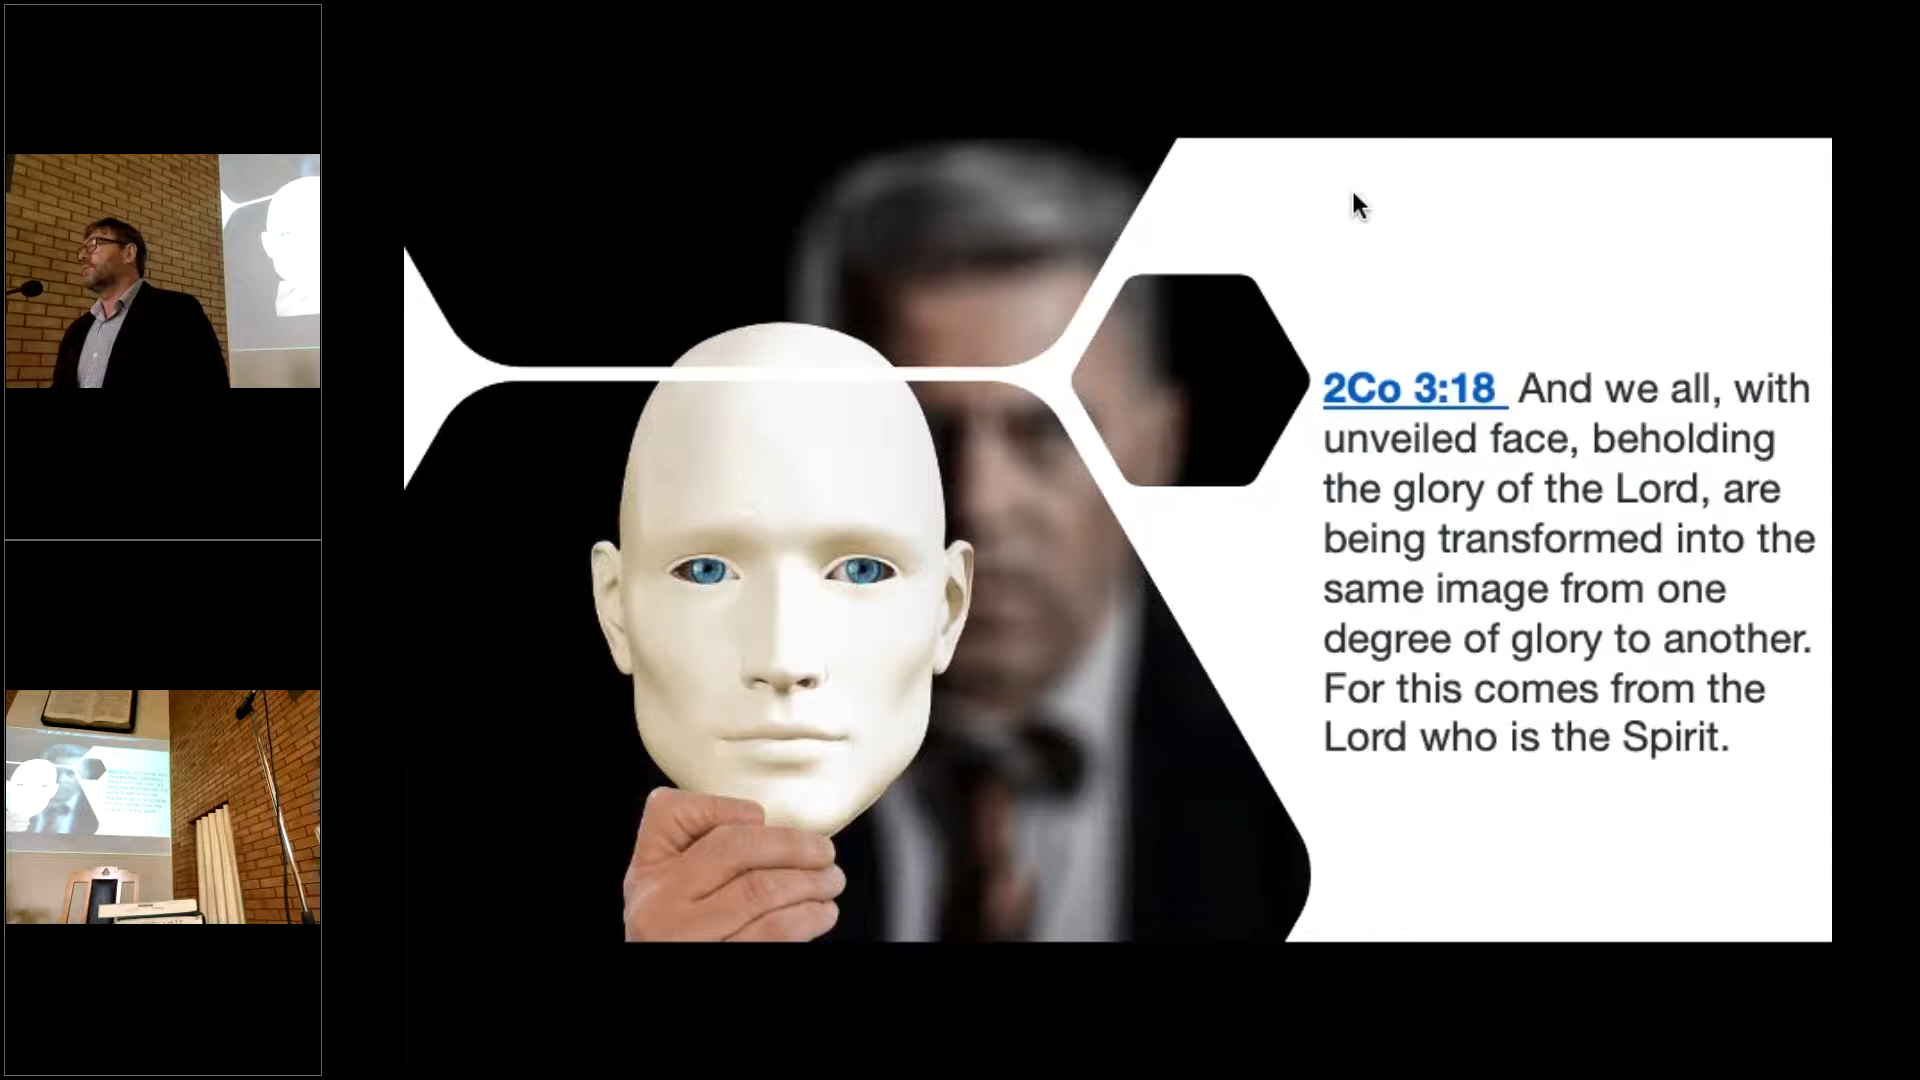 2Co 3:18 And we all, with
unveiled face, beholding
the glory of the Lord, are
being transformed into the
same image from one
degree of glory to another.
For this comes from the
Lord who is the Spirit.